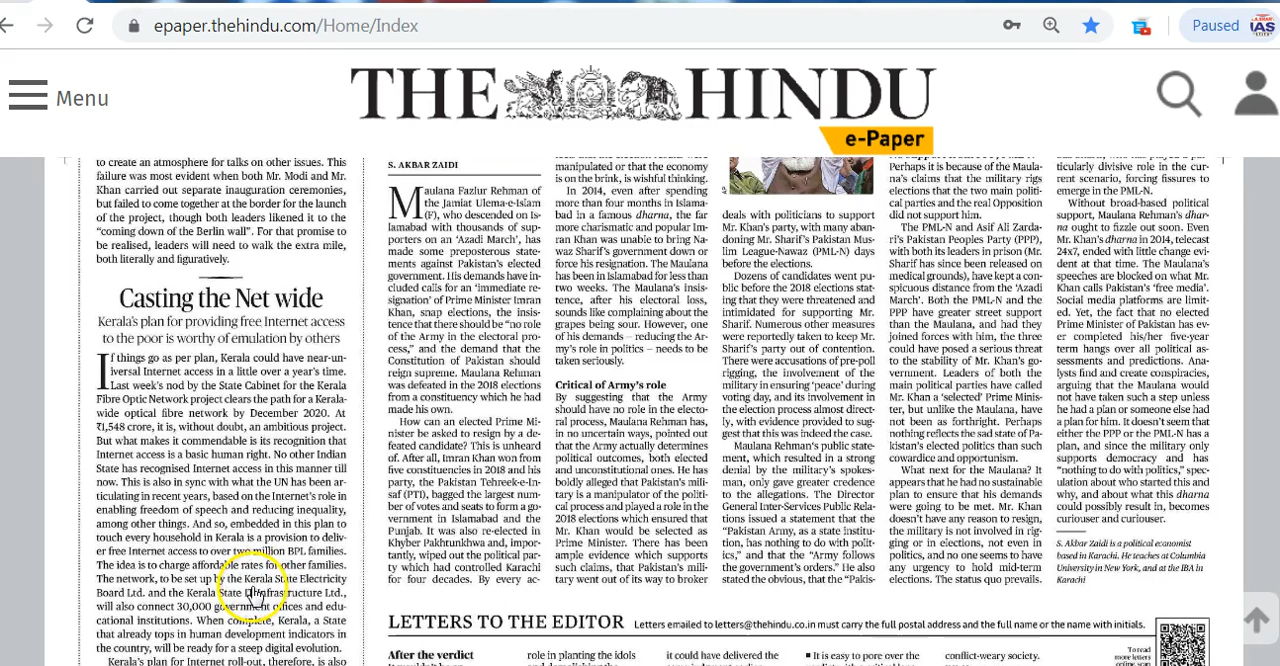 epaper.thehindu.com/Home/Index
Paused
IAS
Menu
THE HINDU
e-Paper
to create an atmosphere for talks on other issues. This
failure was most evident when both Mr. Modi and Mr.
Khan carried out separate inauguration ceremonies,
but failed to come together at the border for the launch
of the project, though both leaders likened it to the
“coming down of the Berlin wall”. For that promise to
be realised, leaders will need to walk the extra mile,
both literally and figuratively.
Casting the Net wide
Kerala’s plan for providing free Internet access
to the poor is worthy of emulation by others
If things go as per plan, Kerala could have near-un-
iversal Internet access in a little over a year’s time.
Last week’s nod by the State Cabinet for the Kerala
Fibre Optic Network project clears the path for a Kerala-
wide optical fibre network by December 2020. At
₹1,548 crore, it is, without doubt, an ambitious project.
But what makes it commendable is its recognition that
Internet access is a basic human right. No other Indian
State has recognised Internet access in this manner till
now. This is also in sync with what the UN has been ar-
ticulating in recent years, based on the Internet’s role in
enabling freedom of speech and reducing inequality,
among other things. And so, embedded in this plan to
touch every household in Kerala is a provision to deliv-
er free Internet access to over two million BPL families.
The idea is to charge affordable rates for other families.
The network, to be set up by the Kerala State Electricity
Board Ltd. and the Kerala State IT Infrastructure Ltd.,
will also connect 30,000 government offices and edu-
cational institutions. When complete, Kerala, a State
that already tops in human development indicators in
the country, will be ready for a steep digital evolution.
Kerala’s plan for Internet roll-out, therefore, is also
S. AKBAR ZAIDI
Maulana Fazlur Rehman of
the Jamiat Ulema-e-Islam
(F), who descended on Is-
lamabad with thousands of sup-
porters on an ‘Azadi March’, has
made some preposterous state-
ments against Pakistan’s elected
government. His demands have in-
cluded calls for an ‘immediate re-
signation’ of Prime Minister Imran
Khan, snap elections, the insis-
tence that there should be “no role
of the Army in the electoral pro-
cess,” and the demand that the
Constitution of Pakistan should
reign supreme. Maulana Rehman
was defeated in the 2018 elections
from a constituency which he had
made his own.
How can an elected Prime Mi-
nister be asked to resign by a de-
feated candidate? This is unheard
of. After all, Imran Khan won from
five constituencies in 2018 and his
party, the Pakistan Tehreek-e-In-
saf (PTI), bagged the largest num-
ber of votes and seats to form a go-
vernment in Islamabad and the
Punjab. It was also re-elected in
Khyber Pakhtunkhwa and, impor-
tantly, wiped out the political par-
ty which had controlled Karachi
for four decades. By every ac-
manipulated or that the economy
is on the brink, is wishful thinking.
In 2014, even after spending
more than four months in Islama-
bad in a famous dharna, the far
more charismatic and popular Im-
ran Khan was unable to bring Na-
waz Sharif’s government down or
force his resignation. The Maulana
has been in Islamabad for less than
two weeks. The Maulana’s insis-
tence, after his electoral loss,
sounds like complaining about the
grapes being sour. However, one
of his demands – reducing the Ar-
my’s role in politics – needs to be
taken seriously.
Critical of Army’s role
By suggesting that the Army
should have no role in the electo-
ral process, Maulana Rehman has,
in no uncertain ways, pointed out
that the Army actually determines
political outcomes, both elected
and unconstitutional ones. He has
boldly alleged that Pakistan’s mili-
tary is a manipulator of the politi-
cal process and played a role in the
2018 elections which ensured that
Mr. Khan would be selected as
Prime Minister. There has been
ample evidence which supports
such claims, that Pakistan’s mili-
tary went out of its way to broker
deals with politicians to support
Mr. Khan’s party, with many aban-
doning Mr. Sharif’s Pakistan Mus-
lim League-Nawaz (PML-N) days
before the elections.
Dozens of candidates went pu-
blic before the 2018 elections stat-
ing that they were threatened and
intimidated for supporting Mr.
Sharif. Numerous other measures
were reportedly taken to keep Mr.
Sharif’s party out of contention.
There were accusations of pre-poll
rigging, the involvement of the
military in ensuring ‘peace’ during
voting day, and its involvement in
the election process almost direct-
ly, with evidence provided to sug-
gest that this was indeed the case.
Maulana Rehman’s public state-
ment, which resulted in a strong
denial by the military’s spokes-
man, only gave greater credence
to the allegations. The Director
General Inter-Services Public Rela-
tions issued a statement that the
“Pakistan Army, as a state institu-
tion, has nothing to do with polit-
ics,” and that the “Army follows
the government’s orders.” He also
stated the obvious, that the “Pakis-
Perhaps it is because of the Maula-
na’s claims that the military rigs
elections that the two main politi-
cal parties and the real Opposition
did not support him.
The PML-N and Asif Ali Zardar-
i’s Pakistan Peoples Party (PPP),
with both its leaders in prison (Mr.
Sharif has since been released on
medical grounds), have kept a con-
spicuous distance from the ‘Azadi
March’. Both the PML-N and the
PPP have greater street support
than the Maulana, and had they
joined forces with him, the three
could have posed a serious threat
to the stability of Mr. Khan’s go-
vernment. Leaders of both the
main political parties have called
Mr. Khan a ‘selected’ Prime Minis-
ter, but unlike the Maulana, have
not been as forthright. Perhaps
nothing reflects the sad state of Pa-
kistan’s elected politics than such
cowardice and opportunism.
What next for the Maulana? It
appears that he had no sustainable
plan to ensure that his demands
were going to be met. Mr. Khan
doesn’t have any reason to resign,
the military is not involved in rig-
ging or in elections, not even in
politics, and no one seems to have
any urgency to hold mid-term
elections. The status quo prevails.
ticularly divisive role in the cur-
rent scenario, forcing fissures to
emerge in the PML-N.
Without broad-based political
support, Maulana Rehman’s dhar-
na ought to fizzle out soon. Even
Mr. Khan’s dharna in 2014, telecast
24x7, ended with little change evi-
dent at that time. The Maulana’s
speeches are blocked on what Mr.
Khan calls Pakistan’s ‘free media’.
Social media platforms are limit-
ed. Yet, the fact that no elected
Prime Minister of Pakistan has ev-
er completed his/her five-year
term hangs over all political as-
sessments and predictions. Ana-
lysts find and create conspiracies,
arguing that the Maulana would
not have taken such a step unless
he had a plan or someone else had
a plan for it. It doesn’t seem that
either the PPP or the PML-N has a
plan, and since the military only
supports democracy and has
“nothing to do with politics,” spec-
ulation about who started this and
why, and about what this dharna
could possibly result in, becomes
curiouser and curiouser.
S. Akbar Zaidi is a political economist
based in Karachi. He teaches at Columbia
University in New York, and at the IBA in
Karachi
LETTERS TO THE EDITOR Letters emailed to letters@thehindu.co.in must carry the full postal address and the full name or the name with initials.
After the verdict
role in planting the idols
could have delivered the
It is easy to pore over the
conflict-weary society.
To read
more letters